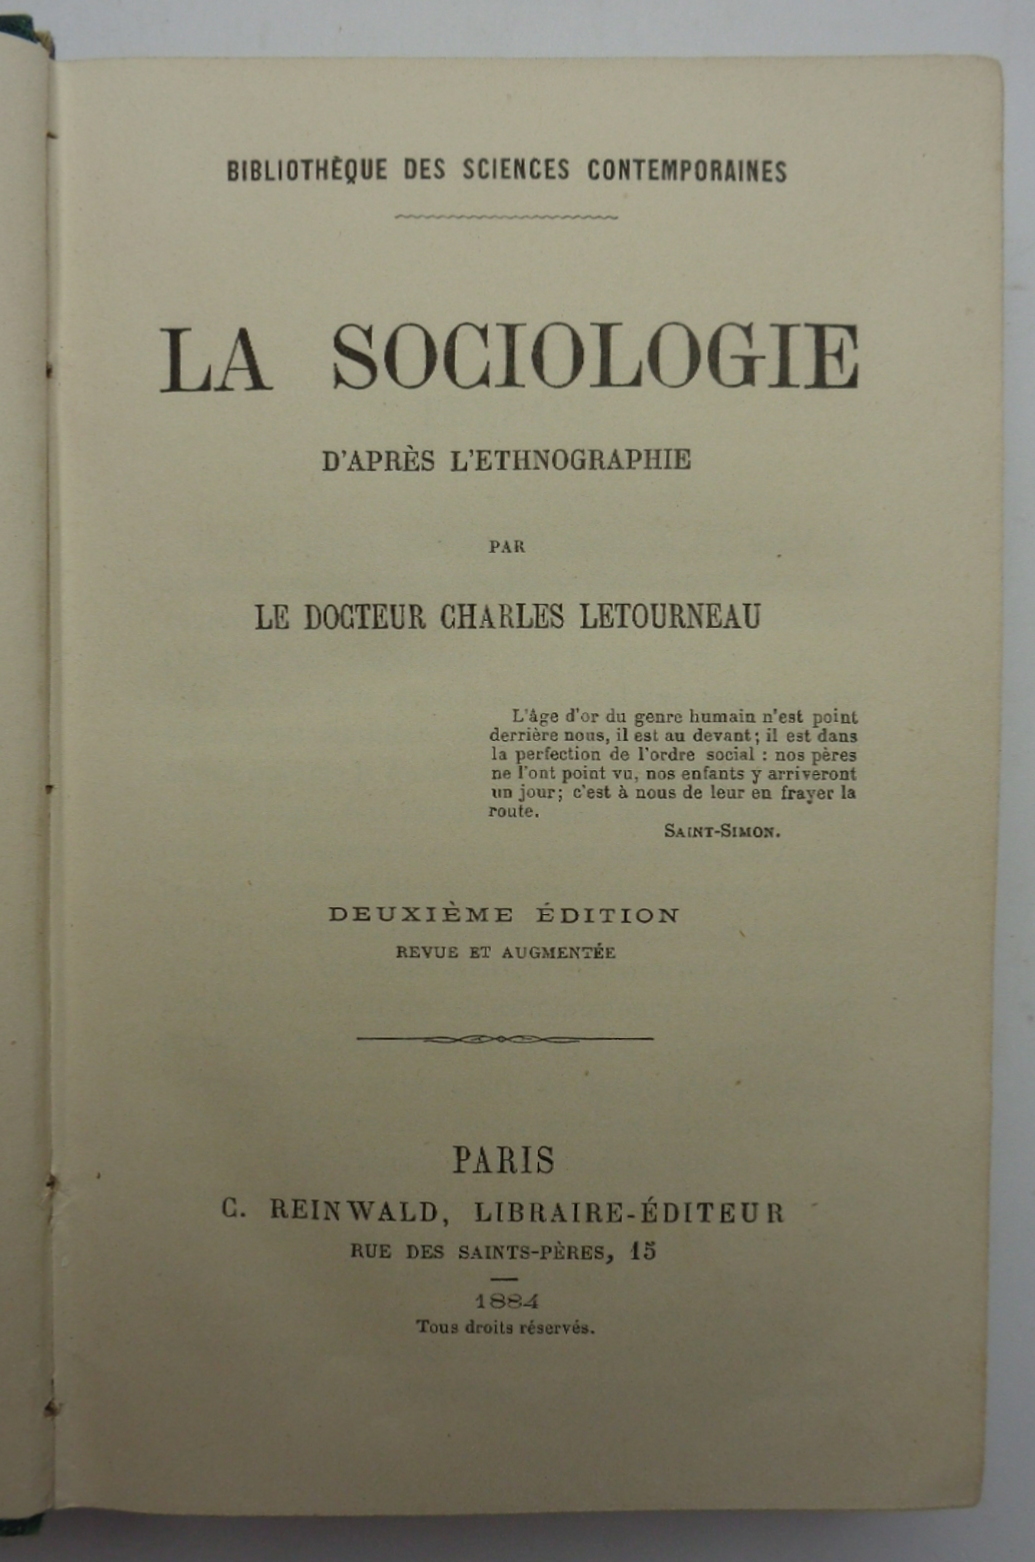 BIBLIOTHÈQUE DES SCIENCES CONTEMPORAINES
LA SOCIOLOGIE
D'APRÈS L'ETHNOGRAPHIE
PAR
LE DOCTEUR CHARLES LETOURNEAU
L'âge d'or du genre humain n'est point
derrière nous, il est au devant; il est dans
la perfection de l'ordre social : nos pères
ne l'ont point vu, nos enfants y arriveront
un jour; c'est à nous de leur en frayer la
route.
SAINT-SIMON.
DEUXIÈME ÉDITION
REVUE ET AUGMENTÉE
PARIS
C. REINWALD, LIBRAIRE-ÉDITEUR
RUE DES SAINTS-PÈRES, 15
1884
Tous droits réservés.